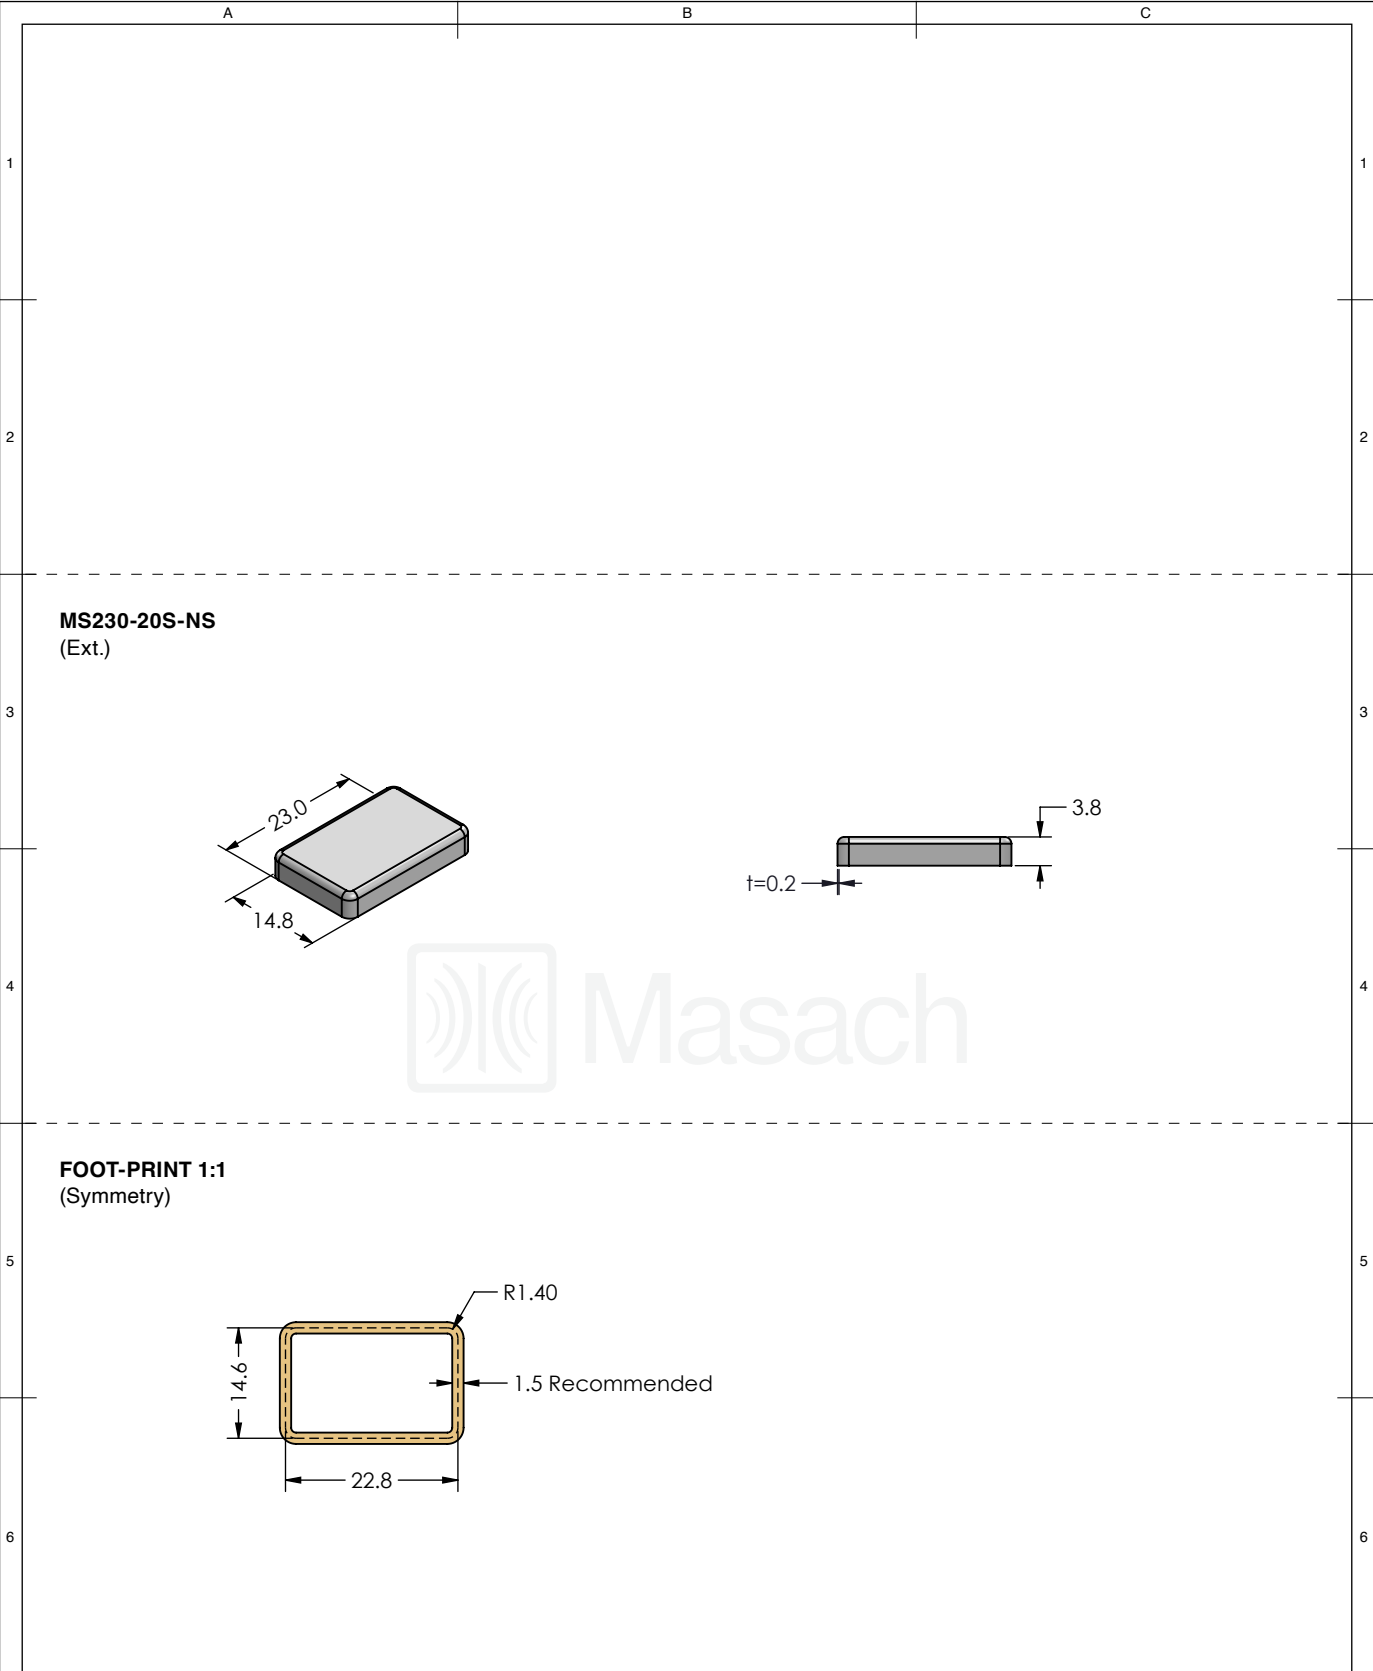 A B C
1 1
2 2
MS230-20S-NS
(Ext.)
3 3
23.0
14.8
3.8
t=0.2
Masach
4 4
FOOT-PRINT 1:1
(Symmetry)
5 5
R1.40
14.6
1.5 Recommended
22.8
6 6